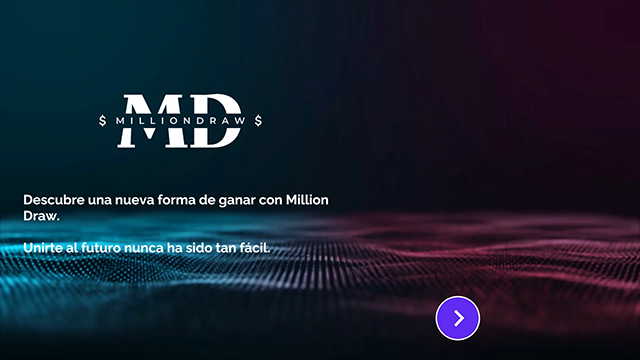 MD
$ MILLIONDRAW $
Descubre una nueva forma de ganar con Million
Draw.
Unirte al futuro nunca ha sido tan fácil.